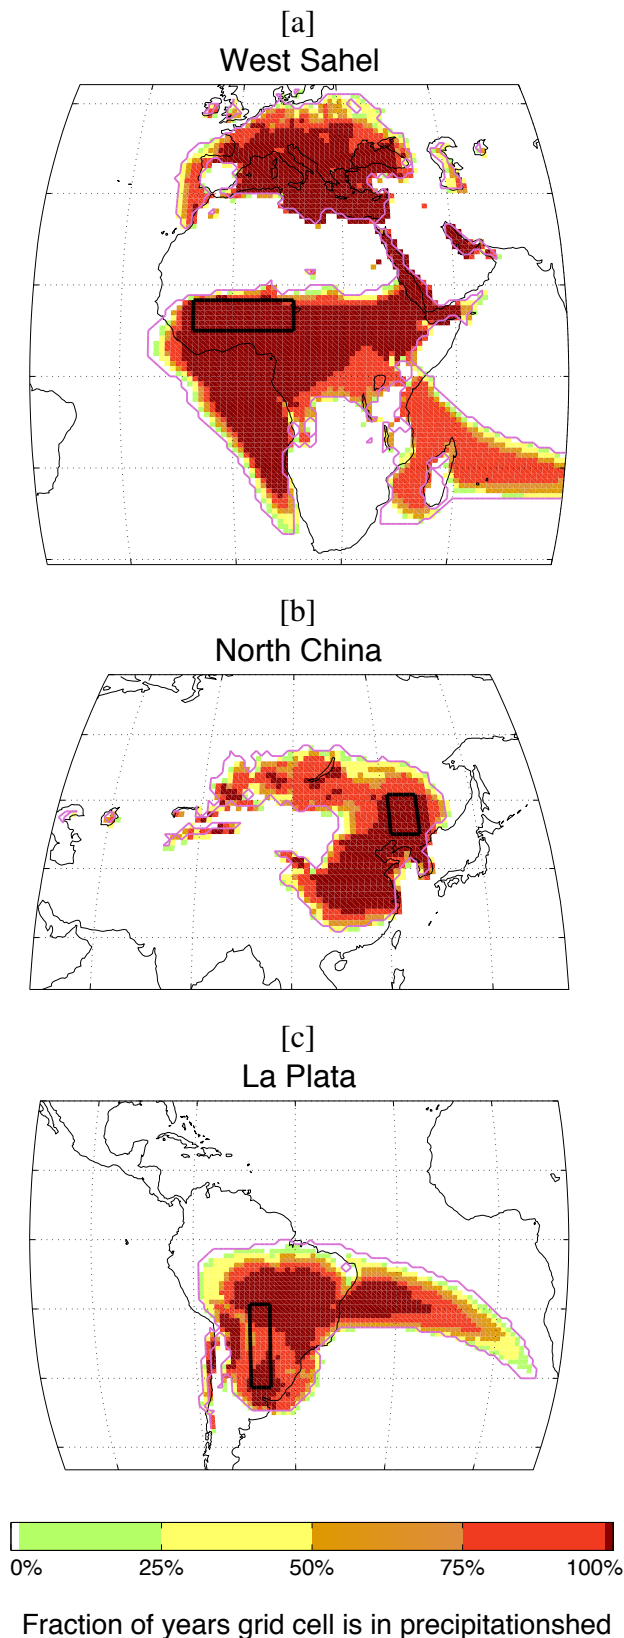 [a]
West Sahel
[b]
North China
[c]
La Plata
0% 25% 50% 75% 100%
Fraction of years grid cell is in precipitationshed